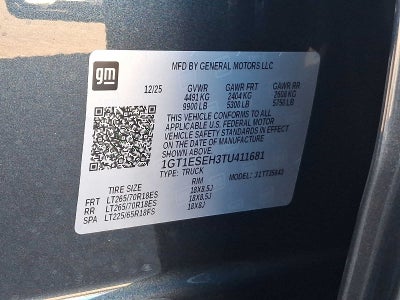 gm
MFD BY GENERAL MOTORS LLC
12/25 GVWR GAWR FRT GAWR RR
4491 KG 2404 KG 2608 KG
9900 LB 5300 LB 5750 LB
THIS VEHICLE CONFORMS TO ALL
APPLICABLE U.S. FEDERAL MOTOR
VEHICLE SAFETY STANDARDS IN EFFECT
ON THE DATE OF MANUFACTURE
SHOWN ABOVE.
1GT1ESEH3TU411681
TYPE: TRUCK MODEL:
TIRE SIZE RIM
FRT LT265/70R18ES 18X8.5J
RR LT265/70R18ES 18X8.5J
SPA LT225/65R18FS 18X8J